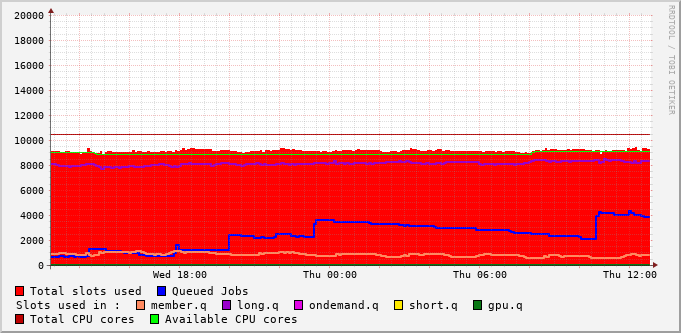 20000
18000
16000
14000
12000
10000
8000
6000
4000
2000
0
Wed 18:00 Thu 00:00 Thu 06:00 Thu 12:00
Total slots used Queued Jobs
Slots used in : member.q long.q ondemand.q short.q gpu.q
Total CPU cores Available CPU cores
RRDTOOL / TOBI OETIKER